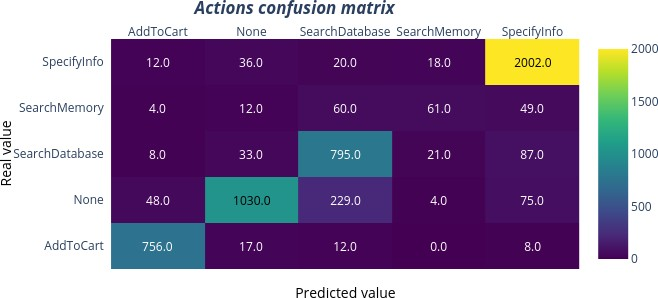 Actions confusion matrix
AddToCart None SearchDatabase SearchMemory SpecifyInfo
SpecifyInfo 12.0 36.0 20.0 18.0 2002.0
SearchMemory 4.0 12.0 60.0 61.0 49.0
SearchDatabase 8.0 33.0 795.0 21.0 87.0
None 48.0 1030.0 229.0 4.0 75.0
AddToCart 756.0 17.0 12.0 0.0 8.0
Real value
Predicted value
2000
1500
1000
500
0